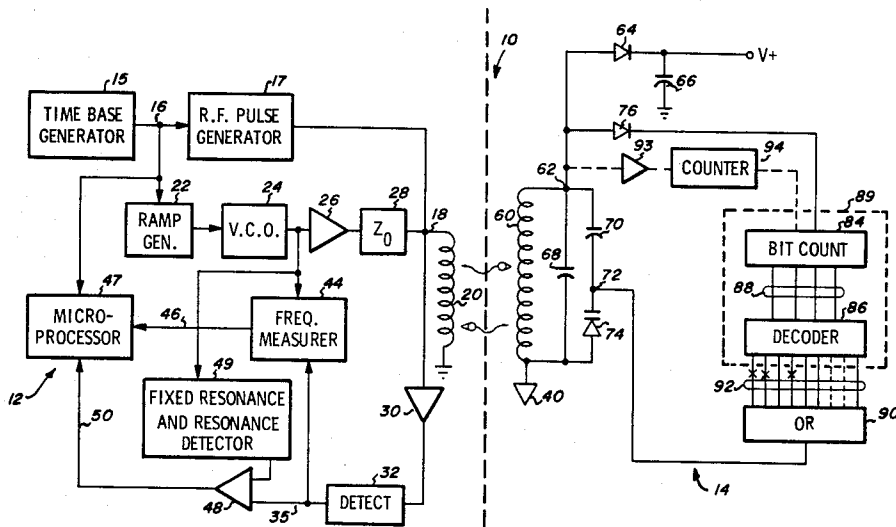 15
TIME BASE
GENERATOR
16
17
R.F. PULSE
GENERATOR
22
RAMP
GEN.
24
V.C.O.
26
28
Z0
18
20
47
MICRO-
PROCESSOR
46
44
FREQ.
MEASURER
12
49
FIXED RESONANCE
AND RESONANCE
DETECTOR
50
48
35
30
32
DETECT
10
64
V+
66
76
93
94
COUNTER
62
60
68
70
72
74
40
89
84
BIT COUNT
88
86
DECODER
92
90
OR
14